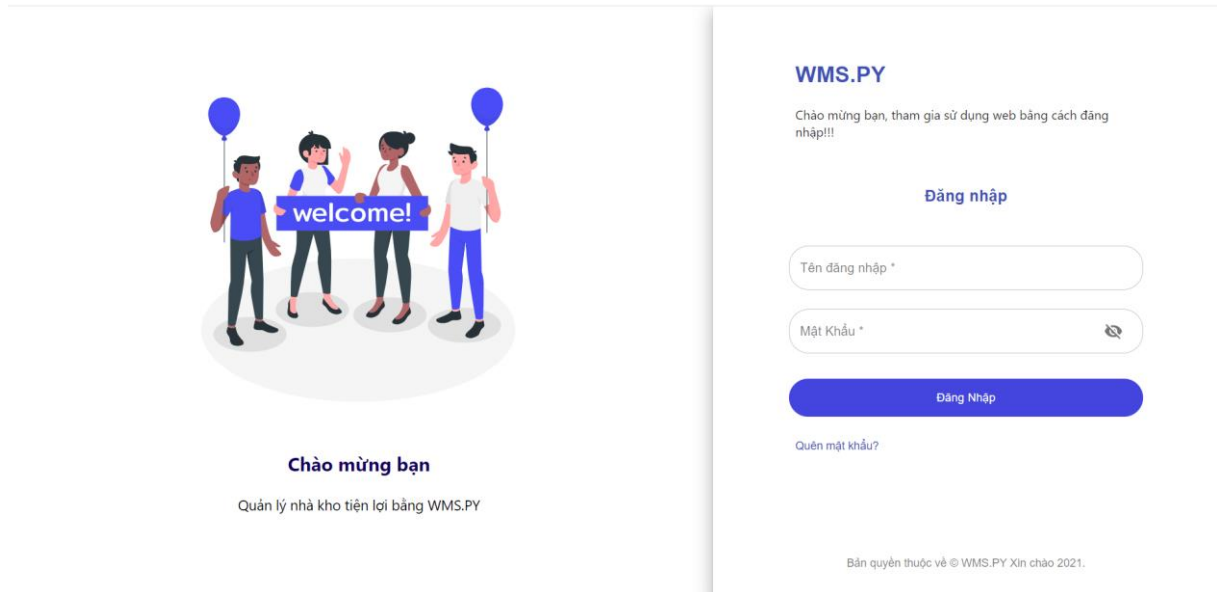 welcome!
Chào mừng bạn
Quản lý nhà kho tiện lợi bằng WMS.PY
WMS.PY
Chào mừng bạn, tham gia sử dụng web bằng cách đăng
nhập!!!
Đăng nhập
Tên đăng nhập *
Mật Khẩu *
Đăng Nhập
Quên mật khẩu?
Bản quyền thuộc về © WMS.PY Xin chào 2021.